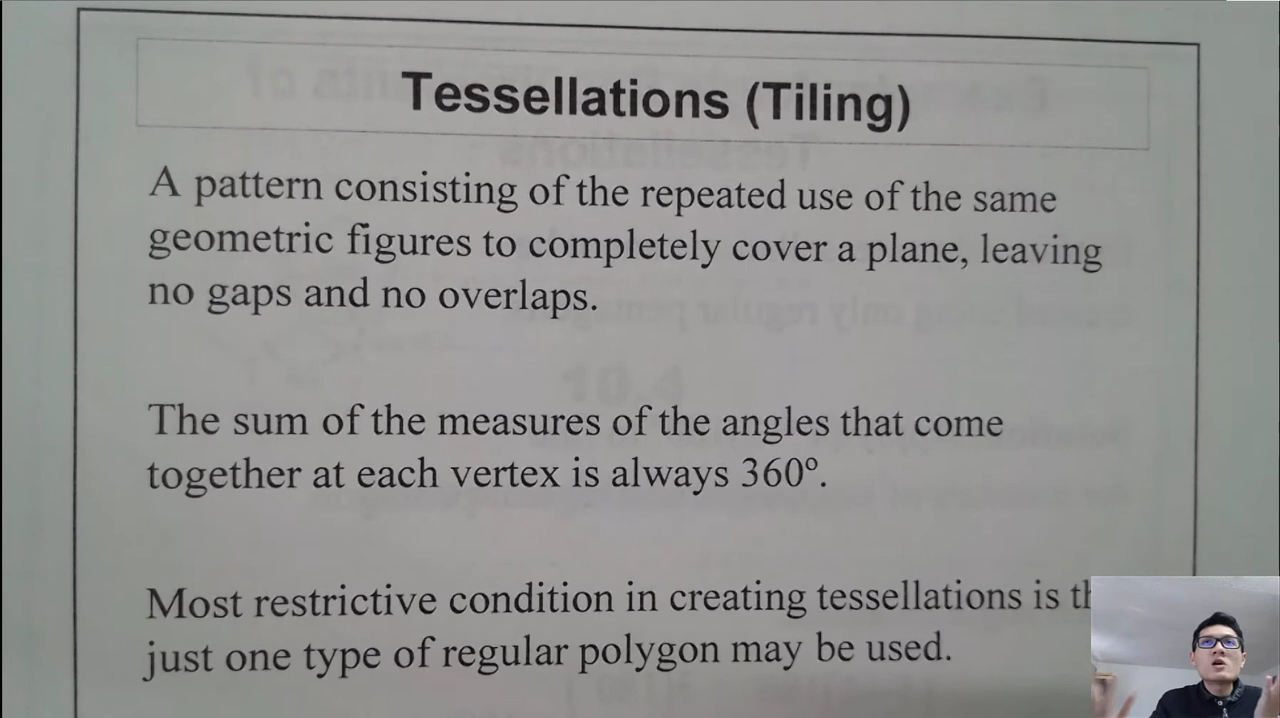 Tessellations (Tiling)
A pattern consisting of the repeated use of the same
geometric figures to completely cover a plane, leaving
no gaps and no overlaps.
The sum of the measures of the angles that come
together at each vertex is always 360º.
Most restrictive condition in creating tessellations is
just one type of regular polygon may be used.